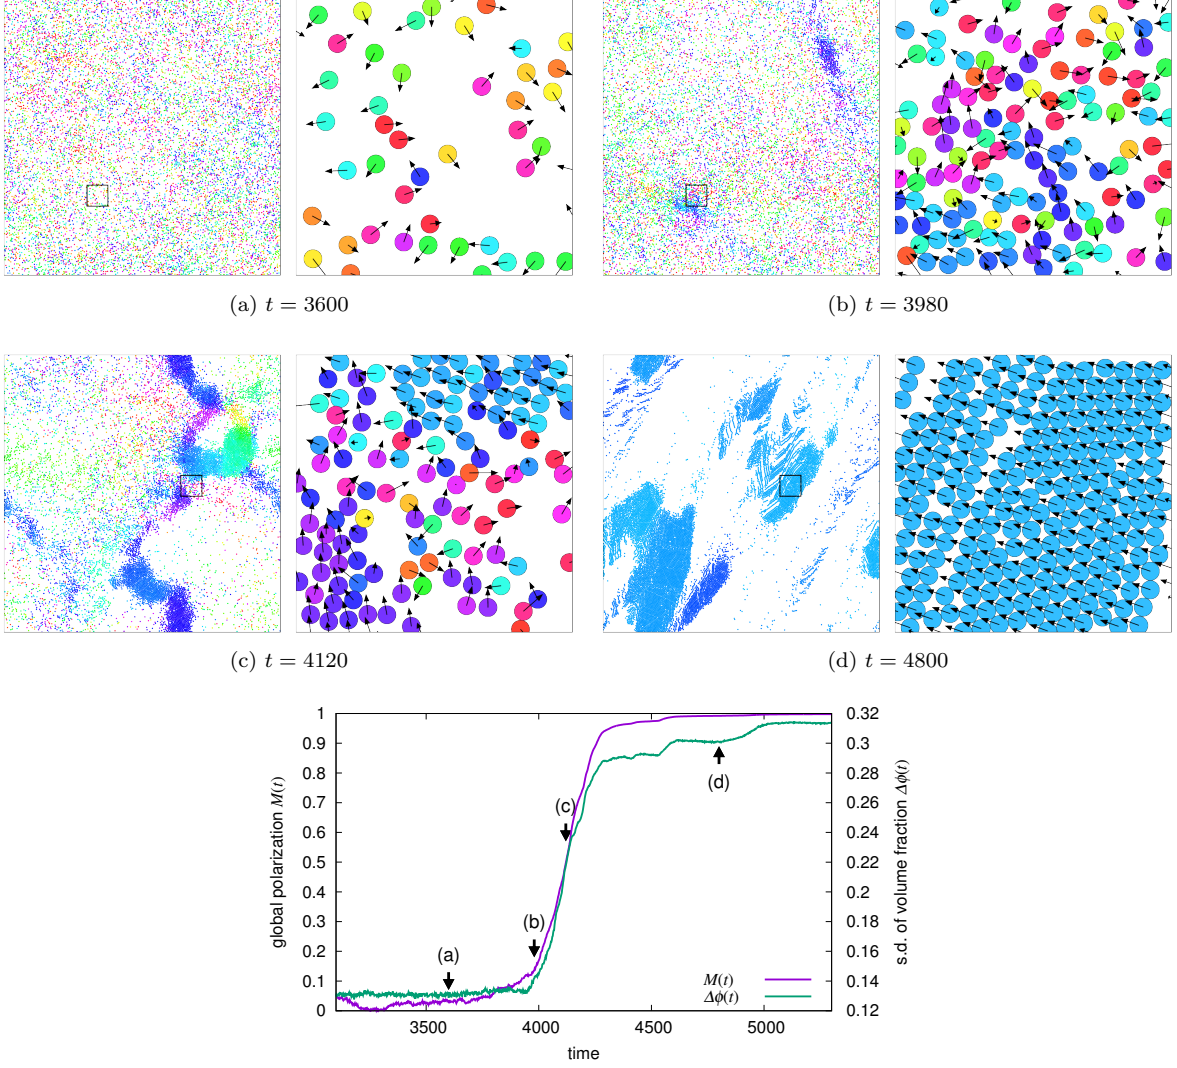 (a) t = 3600
(b) t = 3980
(c) t = 4120
(d) t = 4800
1
0.9
0.8
0.7
0.6
0.5
0.4
0.3
0.2
0.1
0
global polarization M(t)
0.32
0.3
0.28
0.26
0.24
0.22
0.2
0.18
0.16
0.14
0.12
s.d. of volume fraction Δϕ(t)
(a)
(b)
(c)
(d)
M(t)
Δϕ(t)
3500
4000
4500
5000
time